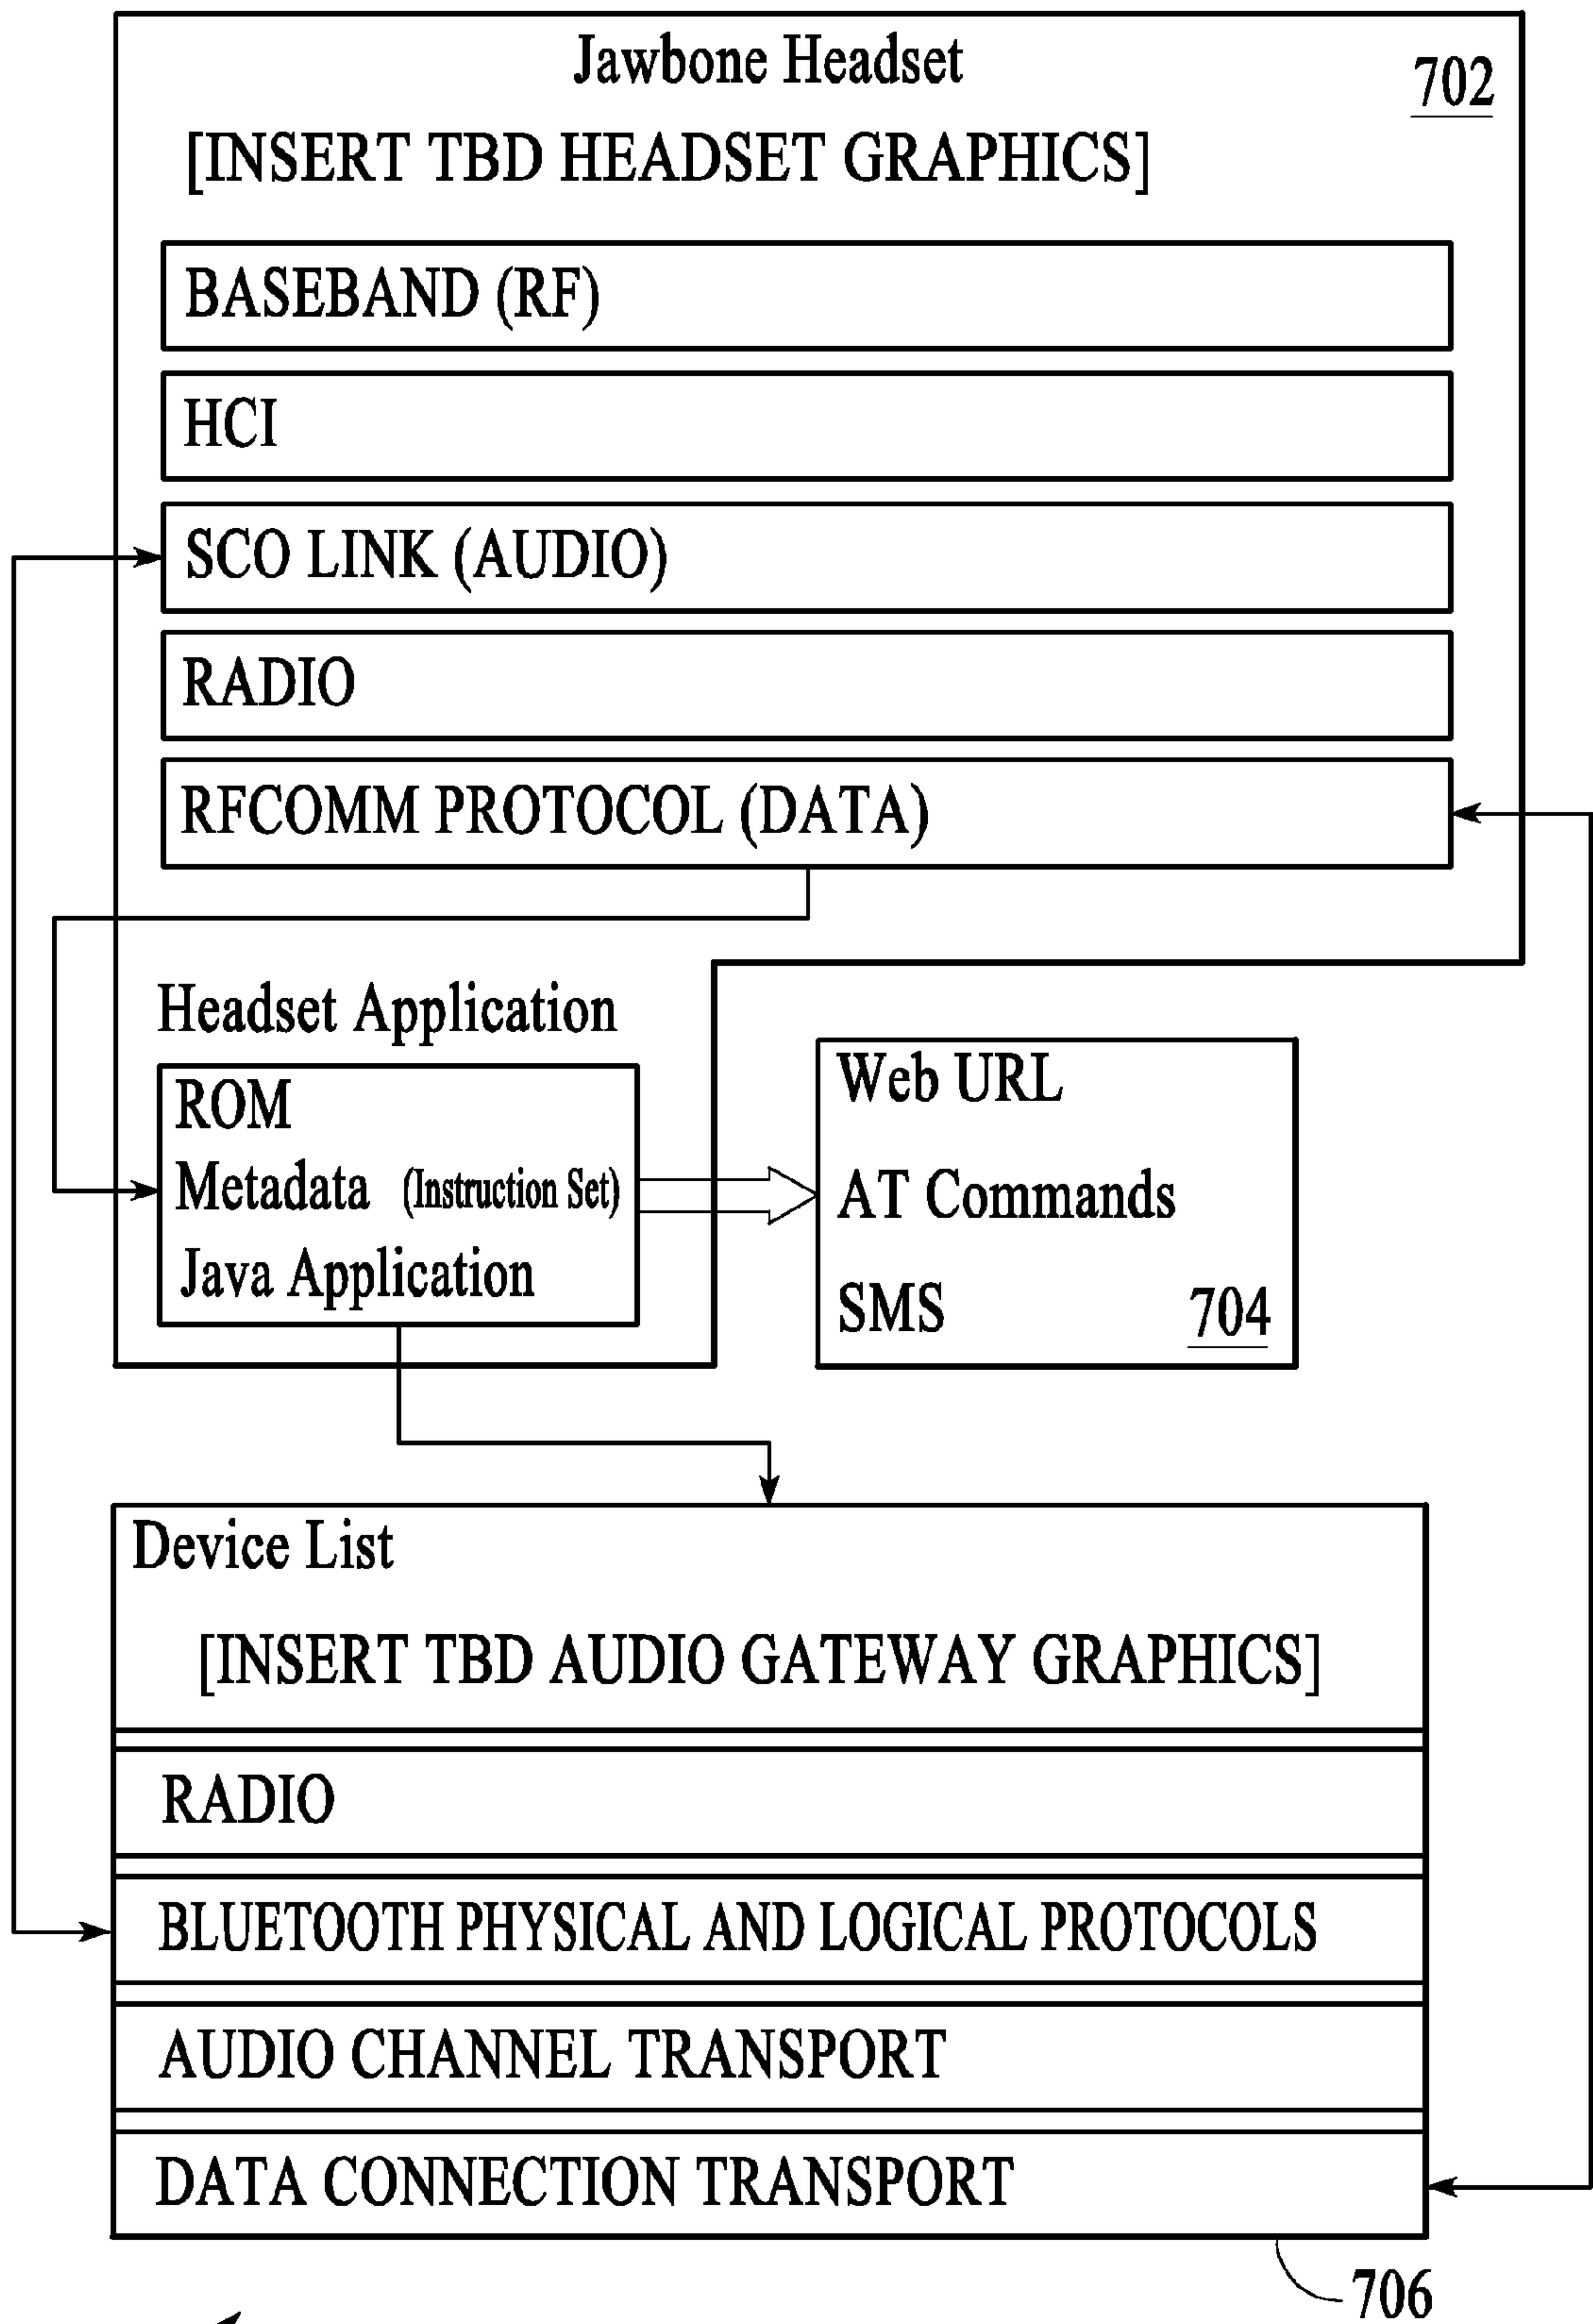 Jawbone Headset
702
[INSERT TBD HEADSET GRAPHICS]
BASEBAND (RF)
HCI
SCO LINK (AUDIO)
RADIO
RFCOMM PROTOCOL (DATA)
Headset Application
ROM
Metadata (Instruction Set)
Java Application
Web URL
AT Commands
SMS
704
Device List
[INSERT TBD AUDIO GATEWAY GRAPHICS]
RADIO
BLUETOOTH PHYSICAL AND LOGICAL PROTOCOLS
AUDIO CHANNEL TRANSPORT
DATA CONNECTION TRANSPORT
706